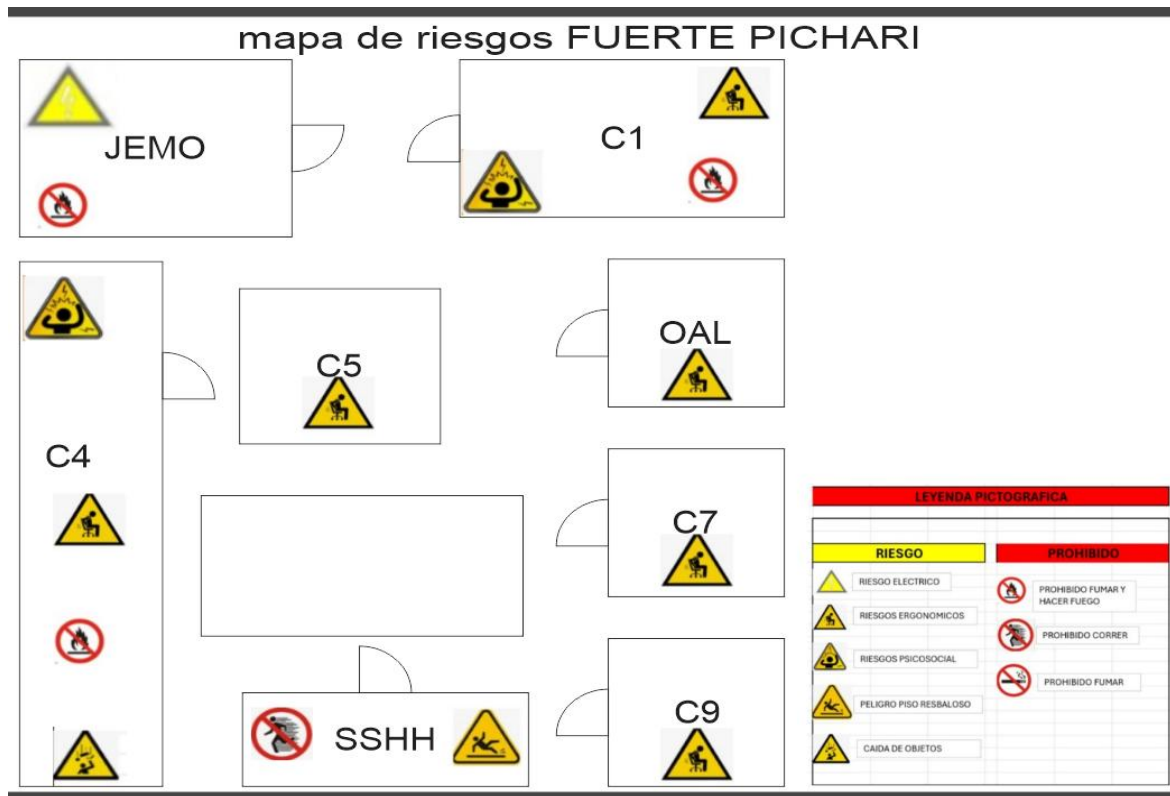 mapa de riesgos FUERTE PICHARI
JEMO
C1
C5
OAL
C4
C7
SSHH
C9
LEYENDA PICTOGRAFICA
RIESGO
PROHIBIDO
RIESGO ELECTRICO
RIESGOS ERGONOMICOS
RIESGOS PSICOSOCIAL
PELIGRO PISO RESBALOSO
CAIDA DE OBJETOS
PROHIBIDO FUMAR Y
HACER FUEGO
PROHIBIDO CORRER
PROHIBIDO FUMAR